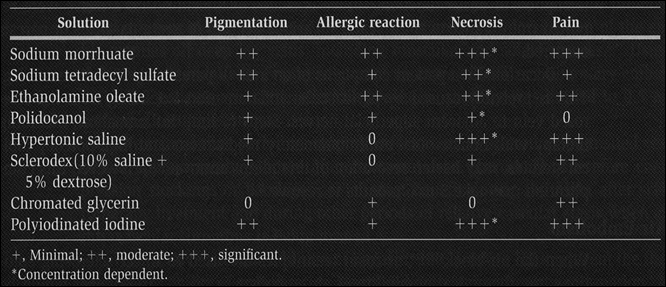 Solution Pigmentation Allergic reaction Necrosis Pain
Sodium morrhuate ++ ++ +++* +++
Sodium tetradecyl sulfate ++ + ++* +
Ethanolamine oleate + ++ ++* ++
Polidocanol + + +* 0
Hypertonic saline + 0 +++* +++
Sclerodex(10% saline + + 0 + ++
5% dextrose)
Chromated glycerin 0 + 0 ++
Polyiodinated iodine ++ + +++* +++
+, Minimal; ++, moderate; +++, significant.
*Concentration dependent.